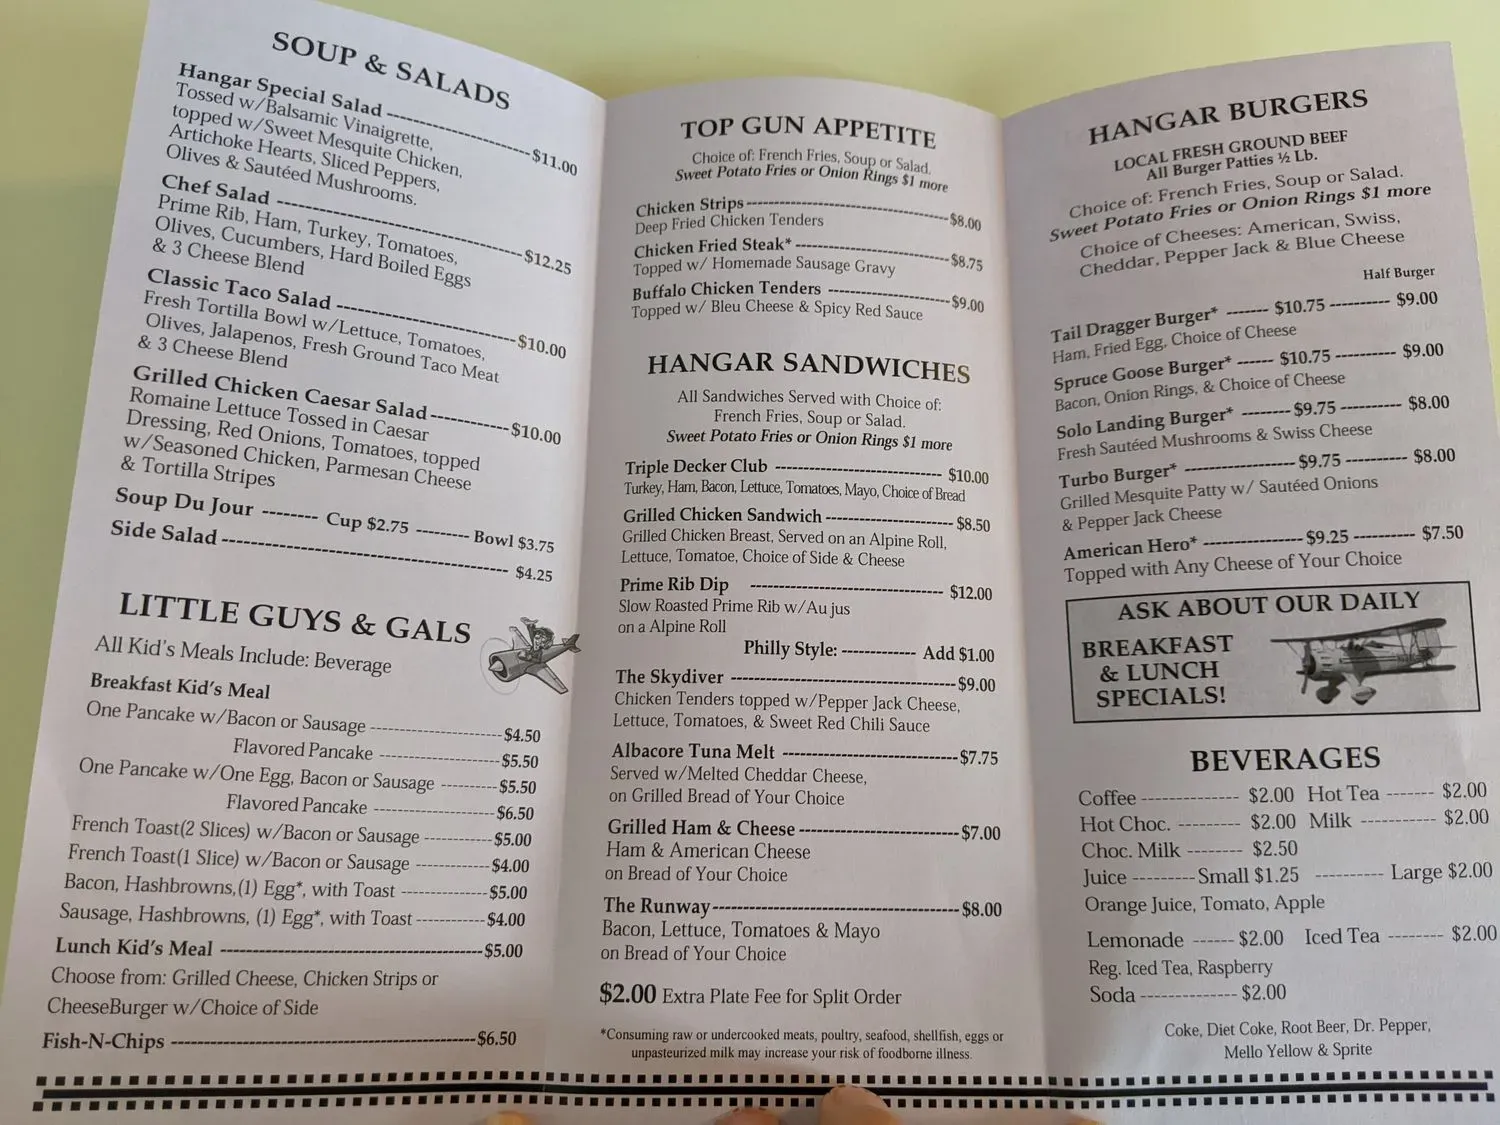 SOUP & SALADS
Hangar Special Salad ---------------------- $11.00
Tossed w/Balsamic Vinaigrette,
topped w/Sweet Mesquite Chicken,
Artichoke Hearts, Sliced Peppers,
Olives & Sautéed Mushrooms.
Chef Salad ---------------------- $12.25
Prime Rib, Ham, Turkey, Tomatoes,
Olives, Cucumbers, Hard Boiled Eggs
& 3 Cheese Blend
Classic Taco Salad ---------------------- $10.00
Fresh Tortilla Bowl w/Lettuce, Tomatoes,
Olives, Jalapenos, Fresh Ground Taco Meat
& 3 Cheese Blend
Grilled Chicken Caesar Salad ----------- $10.00
Romaine Lettuce Tossed in Caesar
Dressing, Red Onions, Tomatoes, topped
w/Seasoned Chicken, Parmesan Cheese
& Tortilla Stripes
Soup Du Jour -------- Cup $2.75 -------- Bowl $3.75
Side Salad ---------------------- $4.25
LITTLE GUYS & GALS
All Kid's Meals Include: Beverage
Breakfast Kid's Meal
One Pancake w/Bacon or Sausage ---------------------- $4.50
Flavored Pancake ---------------------- $5.50
One Pancake w/One Egg, Bacon or Sausage ---------- $5.50
Flavored Pancake ---------------------- $6.50
French Toast(2 Slices) w/Bacon or Sausage ------------ $5.00
French Toast(1 Slice) w/Bacon or Sausage ------------- $4.00
Bacon, Hashbrowns,(1) Egg*, with Toast --------------- $5.00
Sausage, Hashbrowns, (1) Egg*, with Toast ------------ $4.00
Lunch Kid's Meal ---------------------- $5.00
Choose from: Grilled Cheese, Chicken Strips or
CheeseBurger w/Choice of Side
Fish-N-Chips ---------------------- $6.50
TOP GUN APPETITE
Choice of: French Fries, Soup or Salad.
Sweet Potato Fries or Onion Rings $1 more
Chicken Strips ---------------------- $8.00
Deep Fried Chicken Tenders
Chicken Fried Steak* ---------------------- $8.75
Topped w/ Homemade Sausage Gravy
Buffalo Chicken Tenders ---------------------- $9.00
Topped w/ Bleu Cheese & Spicy Red Sauce
HANGAR SANDWICHES
All Sandwiches Served with Choice of:
French Fries, Soup or Salad.
Sweet Potato Fries or Onion Rings $1 more
Triple Decker Club ---------------------- $10.00
Turkey, Ham, Bacon, Lettuce, Tomatoes, Mayo, Choice of Bread
Grilled Chicken Sandwich ---------------------- $8.50
Grilled Chicken Breast, Served on an Alpine Roll,
Lettuce, Tomatoe, Choice of Side & Cheese
Prime Rib Dip ---------------------- $12.00
Slow Roasted Prime Rib w/Au jus
on a Alpine Roll
Philly Style: ------------- Add $1.00
The Skydiver ---------------------- $9.00
Chicken Tenders topped w/Pepper Jack Cheese,
Lettuce, Tomatoes, & Sweet Red Chili Sauce
Albacore Tuna Melt ---------------------- $7.75
Served w/Melted Cheddar Cheese,
on Grilled Bread of Your Choice
Grilled Ham & Cheese ---------------------- $7.00
Ham & American Cheese
on Bread of Your Choice
The Runway ---------------------- $8.00
Bacon, Lettuce, Tomatoes & Mayo
on Bread of Your Choice
$2.00 Extra Plate Fee for Split Order
*Consuming raw or undercooked meats, poultry, seafood, shellfish, eggs or
unpasteurized milk may increase your risk of foodborne illness.
HANGAR BURGERS
LOCAL FRESH GROUND BEEF
All Burger Patties ½ Lb.
Choice of: French Fries, Soup or Salad.
Sweet Potato Fries or Onion Rings $1 more
Choice of Cheeses: American, Swiss,
Cheddar, Pepper Jack & Blue Cheese
Half Burger
Tail Dragger Burger* ------- $10.75 ---------- $9.00
Ham, Fried Egg, Choice of Cheese
Spruce Goose Burger* ------ $10.75 ---------- $9.00
Bacon, Onion Rings, & Choice of Cheese
Solo Landing Burger* -------- $9.75 ---------- $8.00
Fresh Sautéed Mushrooms & Swiss Cheese
Turbo Burger* ------------------ $9.75 ---------- $8.00
Grilled Mesquite Patty w/ Sautéed Onions
& Pepper Jack Cheese
American Hero* ---------------- $9.25 ---------- $7.50
Topped with Any Cheese of Your Choice
ASK ABOUT OUR DAILY
BREAKFAST
& LUNCH
SPECIALS!
BEVERAGES
Coffee -------------- $2.00 Hot Tea ------- $2.00
Hot Choc. --------- $2.00 Milk ----------- $2.00
Choc. Milk -------- $2.50
Juice --------- Small $1.25 ---------- Large $2.00
Orange Juice, Tomato, Apple
Lemonade ------ $2.00 Iced Tea -------- $2.00
Reg. Iced Tea, Raspberry
Soda -------------- $2.00
Coke, Diet Coke, Root Beer, Dr. Pepper,
Mello Yellow & Sprite